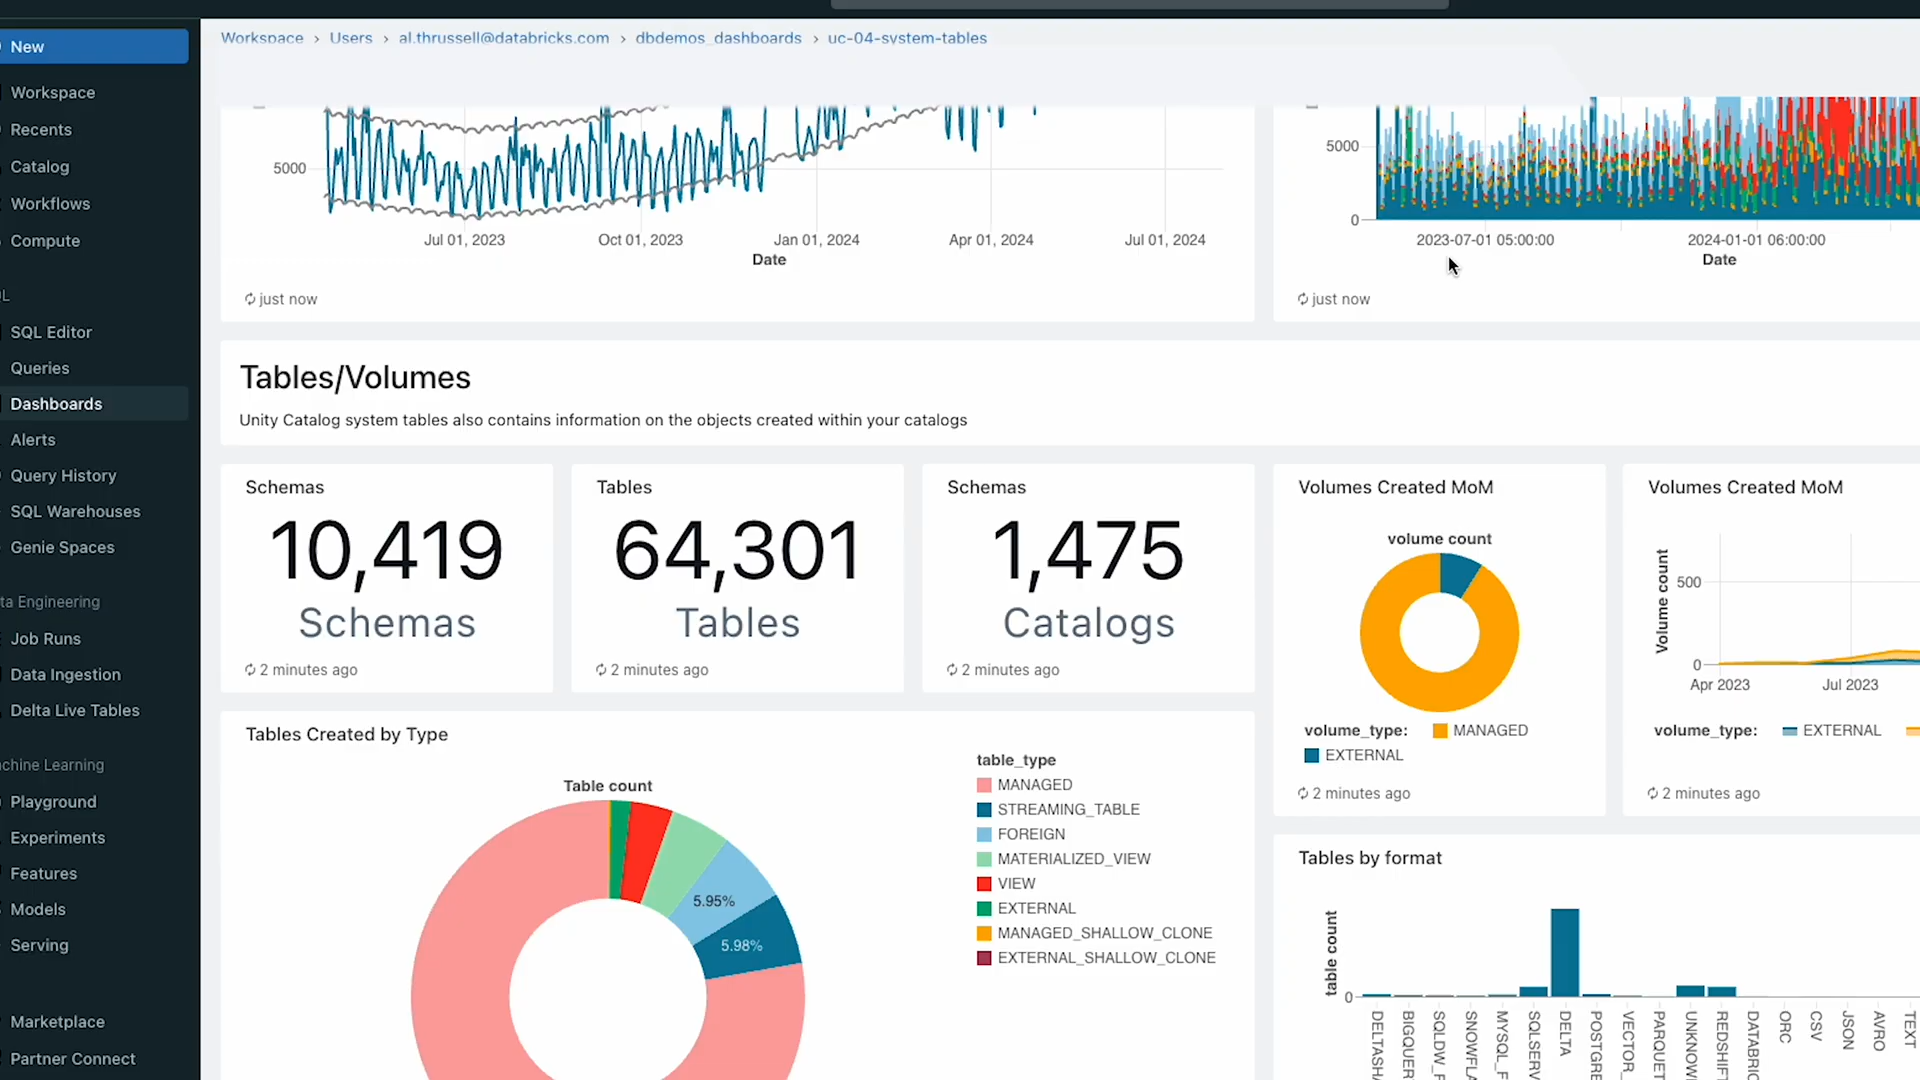 New
Workspace
Recents
Catalog
Workflows
Compute
SQL Editor
Queries
Dashboards
Alerts
Query History
SQL Warehouses
Genie Spaces
ta Engineering
Job Runs
Data Ingestion
Delta Live Tables
chine Learning
Playground
Experiments
Features
Models
Serving
Marketplace
Partner Connect
Workspace > Users > al.thrussell@databricks.com > dbdemos_dashboards > uc-04-system-tables
5000
Jul 01, 2023 Oct 01, 2023 Jan 01, 2024 Apr 01, 2024 Jul 01, 2024
Date
just now
5000
0
2023-07-01 05:00:00 2024-01-01 06:00:00
Date
just now
Tables/Volumes
Unity Catalog system tables also contains information on the objects created within your catalogs
Schemas
10,419
Schemas
2 minutes ago
Tables
64,301
Tables
2 minutes ago
Schemas
1,475
Catalogs
2 minutes ago
Volumes Created MoM
volume count
volume_type: MANAGED
EXTERNAL
2 minutes ago
Volumes Created MoM
Volume count
500
0
Apr 2023 Jul 2023
volume_type: EXTERNAL
2 minutes ago
Tables Created by Type
Table count
5.95%
5.98%
table_type
MANAGED
STREAMING_TABLE
FOREIGN
MATERIALIZED_VIEW
VIEW
EXTERNAL
MANAGED_SHALLOW_CLONE
EXTERNAL_SHALLOW_CLONE
Tables by format
table count
0
DELTASHA
BIGQUER
SQLDW_F
SNOWFLA
MYSQL_F
SQLSERV
DELTA
POSTGRE
VECTOR_
PARQUET
UNKNOWN
REDSHIFT
DATABRIC
ORC
CSV
JSON
AVRO
TEXT